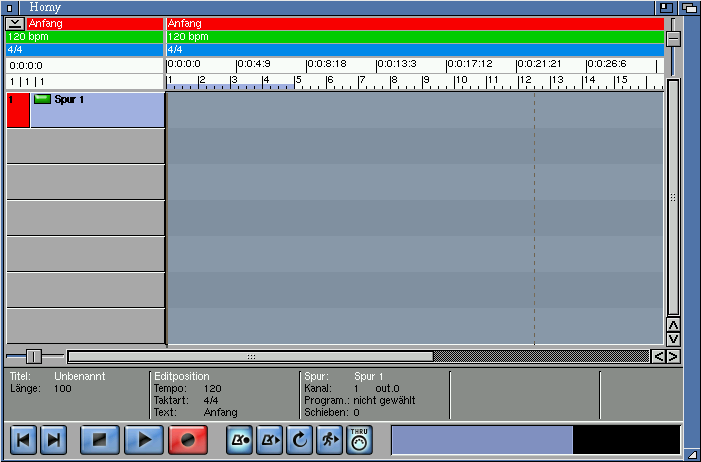 Homy
Anfang Anfang
120 bpm 120 bpm
4/4 4/4
0:0:0:0 0:0:0:0 0:0:4:9 0:0:8:18 0:0:13:3 0:0:17:12 0:0:21:21 0:0:26:6
1 | 1 | 1 1 2 3 4 5 6 7 8 9 10 11 12 13 14 15
1 Spur 1
Titel: Unbenannt Editposition Spur: Spur 1
Länge: 100 Tempo: 120 Kanal: 1 out.0
Taktart: 4/4 Program.: nicht gewählt
Text: Anfang Schieben: 0
THRU